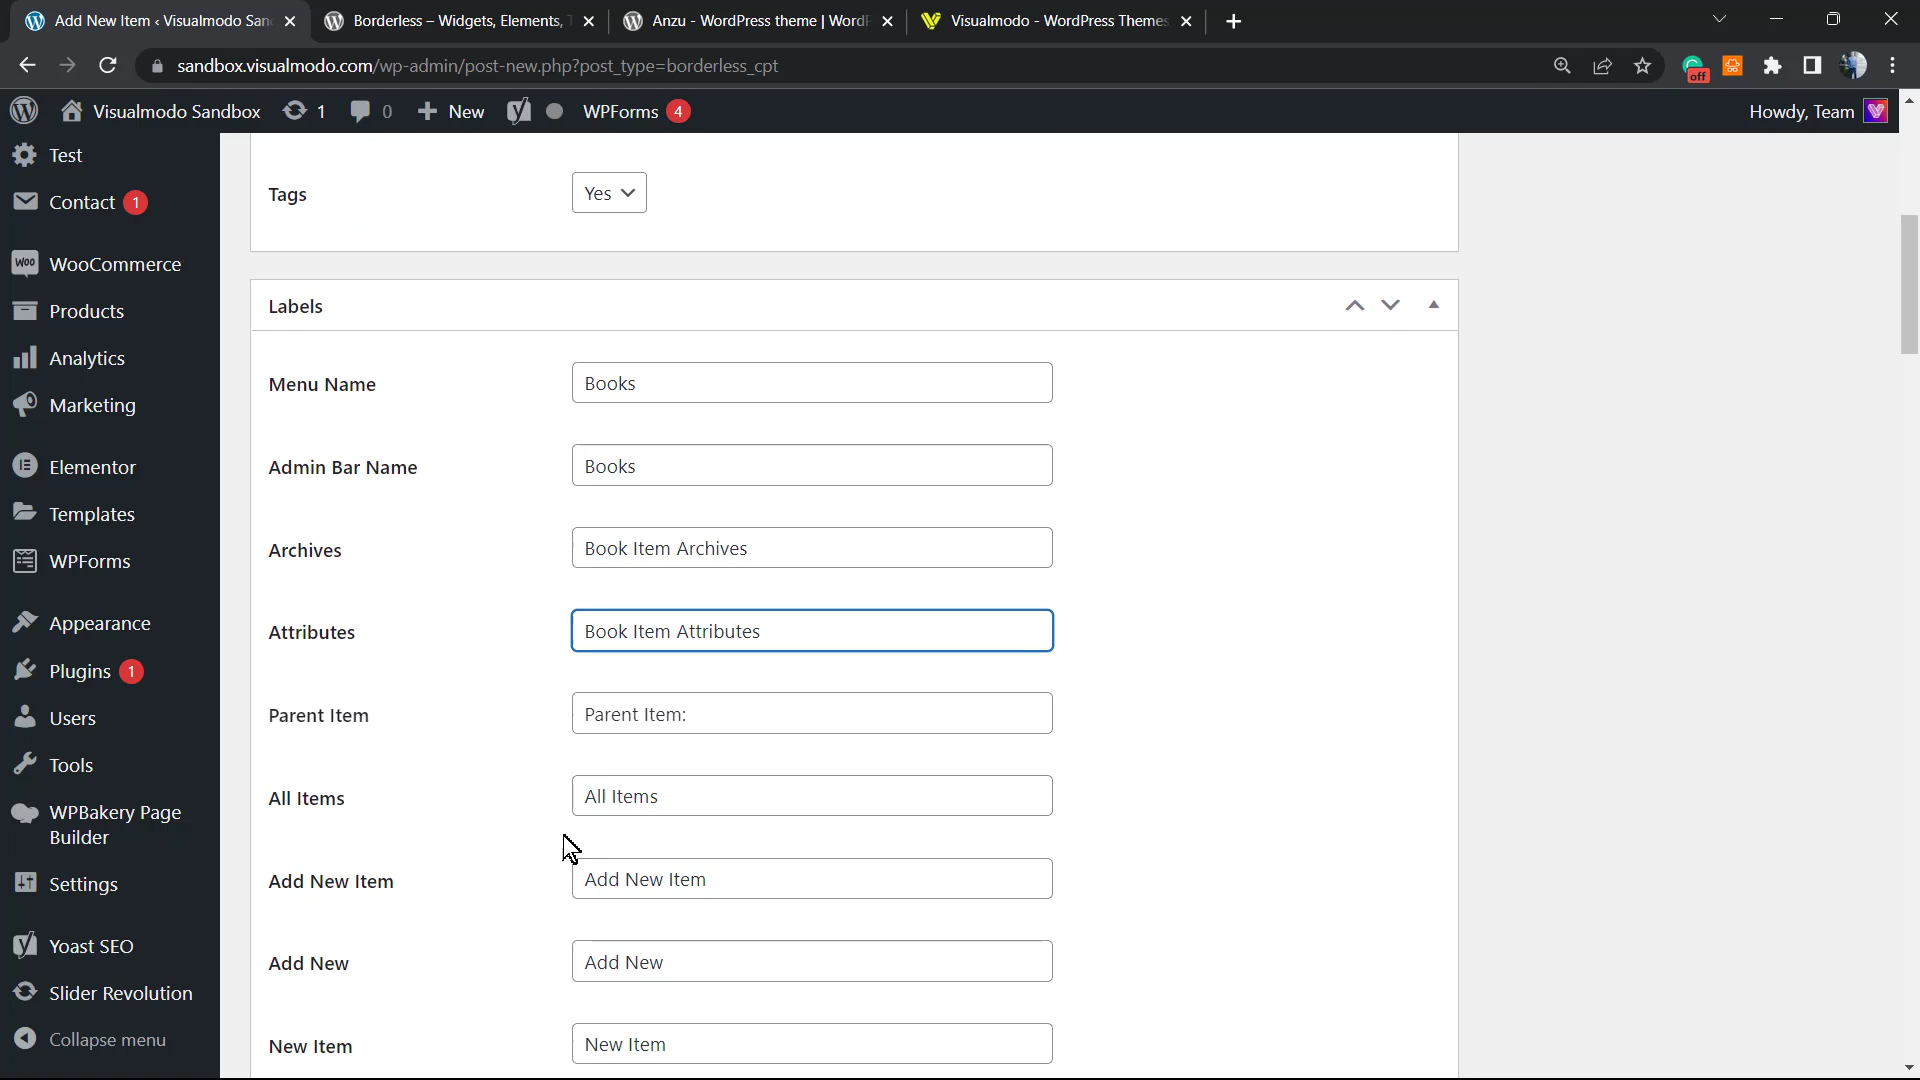 Add New Item ‹ Visualmodo San
Borderless – Widgets, Elements, T
Anzu - WordPress theme | WordP
Visualmodo - WordPress Themes
sandbox.visualmodo.com/wp-admin/post-new.php?post_type=borderless_cpt
off
Visualmodo Sandbox
1
0
New
WPForms 4
Howdy, Team
Test
Contact 1
WooCommerce
Products
Analytics
Marketing
Elementor
Templates
WPForms
Appearance
Plugins 1
Users
Tools
WPBakery Page
Builder
Settings
Yoast SEO
Slider Revolution
Collapse menu
Tags Yes
Labels
Menu Name Books
Admin Bar Name Books
Archives Book Item Archives
Attributes Book Item Attributes
Parent Item Parent Item:
All Items All Items
Add New Item Add New Item
Add New Add New
New Item New Item